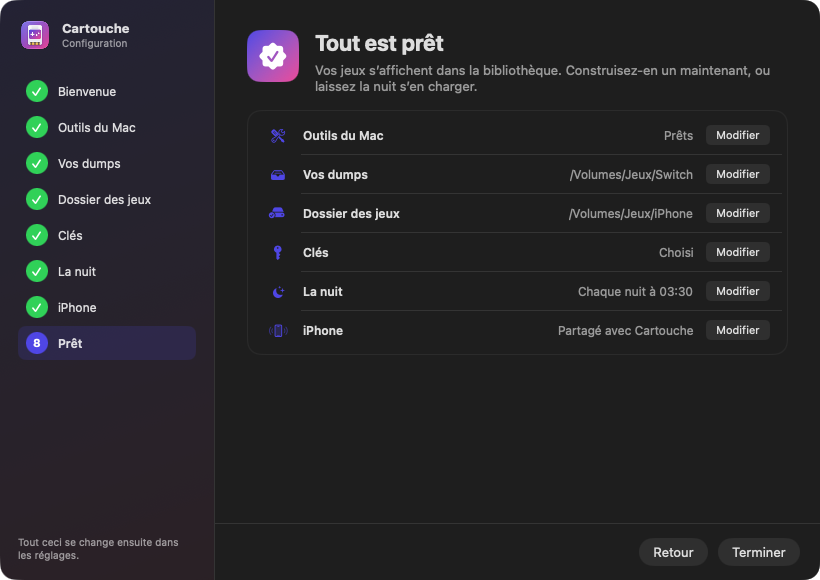 Cartouche
Configuration
Bienvenue
Outils du Mac
Vos dumps
Dossier des jeux
Clés
La nuit
iPhone
8 Prêt
Tout ceci se change ensuite dans
les réglages.
Tout est prêt
Vos jeux s’affichent dans la bibliothèque. Construisez-en un maintenant, ou
laissez la nuit s’en charger.
Outils du Mac Prêts Modifier
Vos dumps /Volumes/Jeux/Switch Modifier
Dossier des jeux /Volumes/Jeux/iPhone Modifier
Clés Choisi Modifier
La nuit Chaque nuit à 03:30 Modifier
iPhone Partagé avec Cartouche Modifier
Retour Terminer